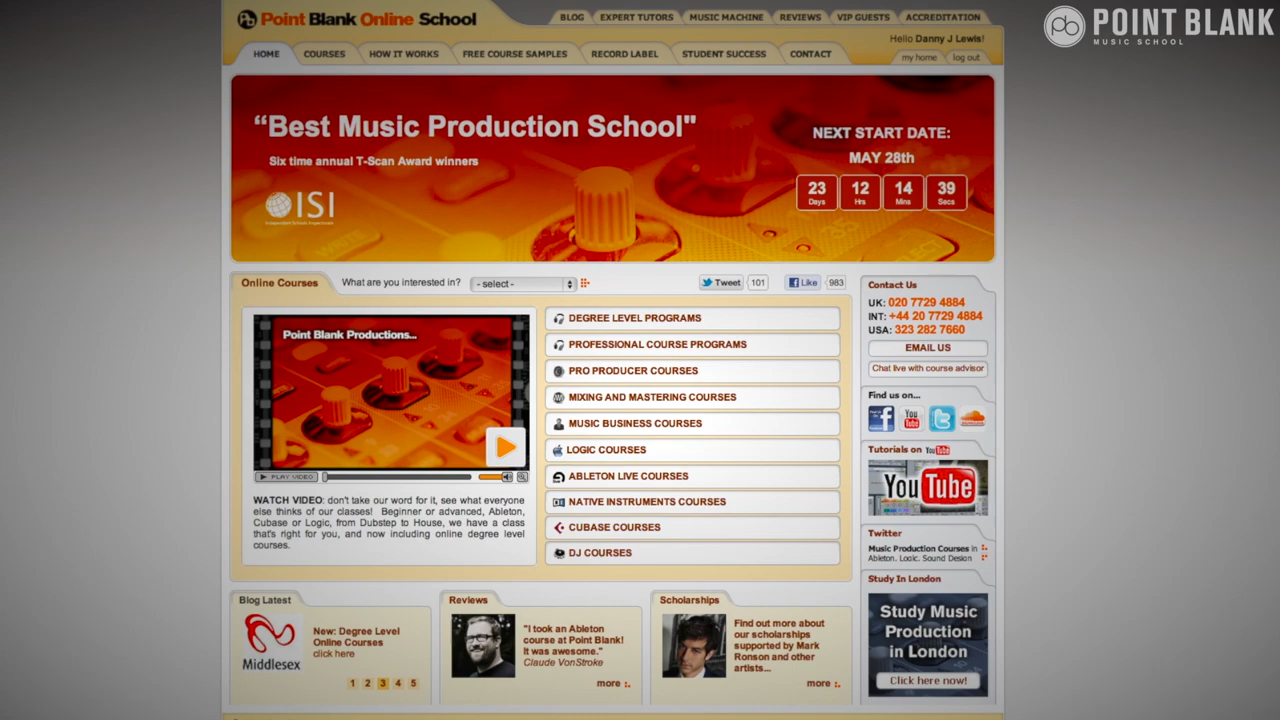 Point Blank Online School
BLOG
EXPERT TUTORS
MUSIC MACHINE
REVIEWS
VIP GUESTS
ACCREDITATION
pb POINT BLANK
MUSIC SCHOOL
Hello Danny J Lewis!
HOME
COURSES
HOW IT WORKS
FREE COURSE SAMPLES
RECORD LABEL
STUDENT SUCCESS
CONTACT
my home
log out
“Best Music Production School"
Six time annual T-Scan Award winners
ISI
NEXT START DATE:
MAY 28th
23 12 14 39
Days Hrs Mins Secs
Online Courses
What are you interested in?
- select -
Tweet
101
Like
983
Point Blank Productions...
PLAY VIDEO
WATCH VIDEO: don't take our word for it, see what everyone
else thinks of our classes! Beginner or advanced, Ableton,
Cubase or Logic, from Dubstep to House, we have a class
that's right for you, and now including online degree level
courses.
DEGREE LEVEL PROGRAMS
PROFESSIONAL COURSE PROGRAMS
PRO PRODUCER COURSES
MIXING AND MASTERING COURSES
MUSIC BUSINESS COURSES
LOGIC COURSES
ABLETON LIVE COURSES
NATIVE INSTRUMENTS COURSES
CUBASE COURSES
DJ COURSES
Contact Us
UK: 020 7729 4884
INT: +44 20 7729 4884
USA: 323 282 7660
EMAIL US
Chat live with course advisor
Find us on...
You
Tube
Tutorials on YouTube
You Tube
Twitter
Music Production Courses in
Ableton, Logic, Sound Design
Study In London
Study Music
Production
in London
Click here now!
Blog Latest
Middlesex
New: Degree Level
Online Courses
click here
1 2 3 4 5
Reviews
"I took an Ableton
course at Point Blank!
It was awesome."
Claude VonStroke
more
Scholarships
Find out more about
our scholarships
supported by Mark
Ronson and other
artists...
more